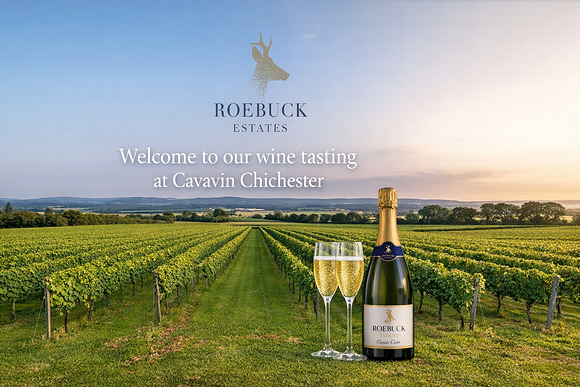 ROEBUCK
ESTATES
Welcome to our wine tasting
at Cavavin Chichester
ROEBUCK
ESTATES
Classic Cuvée